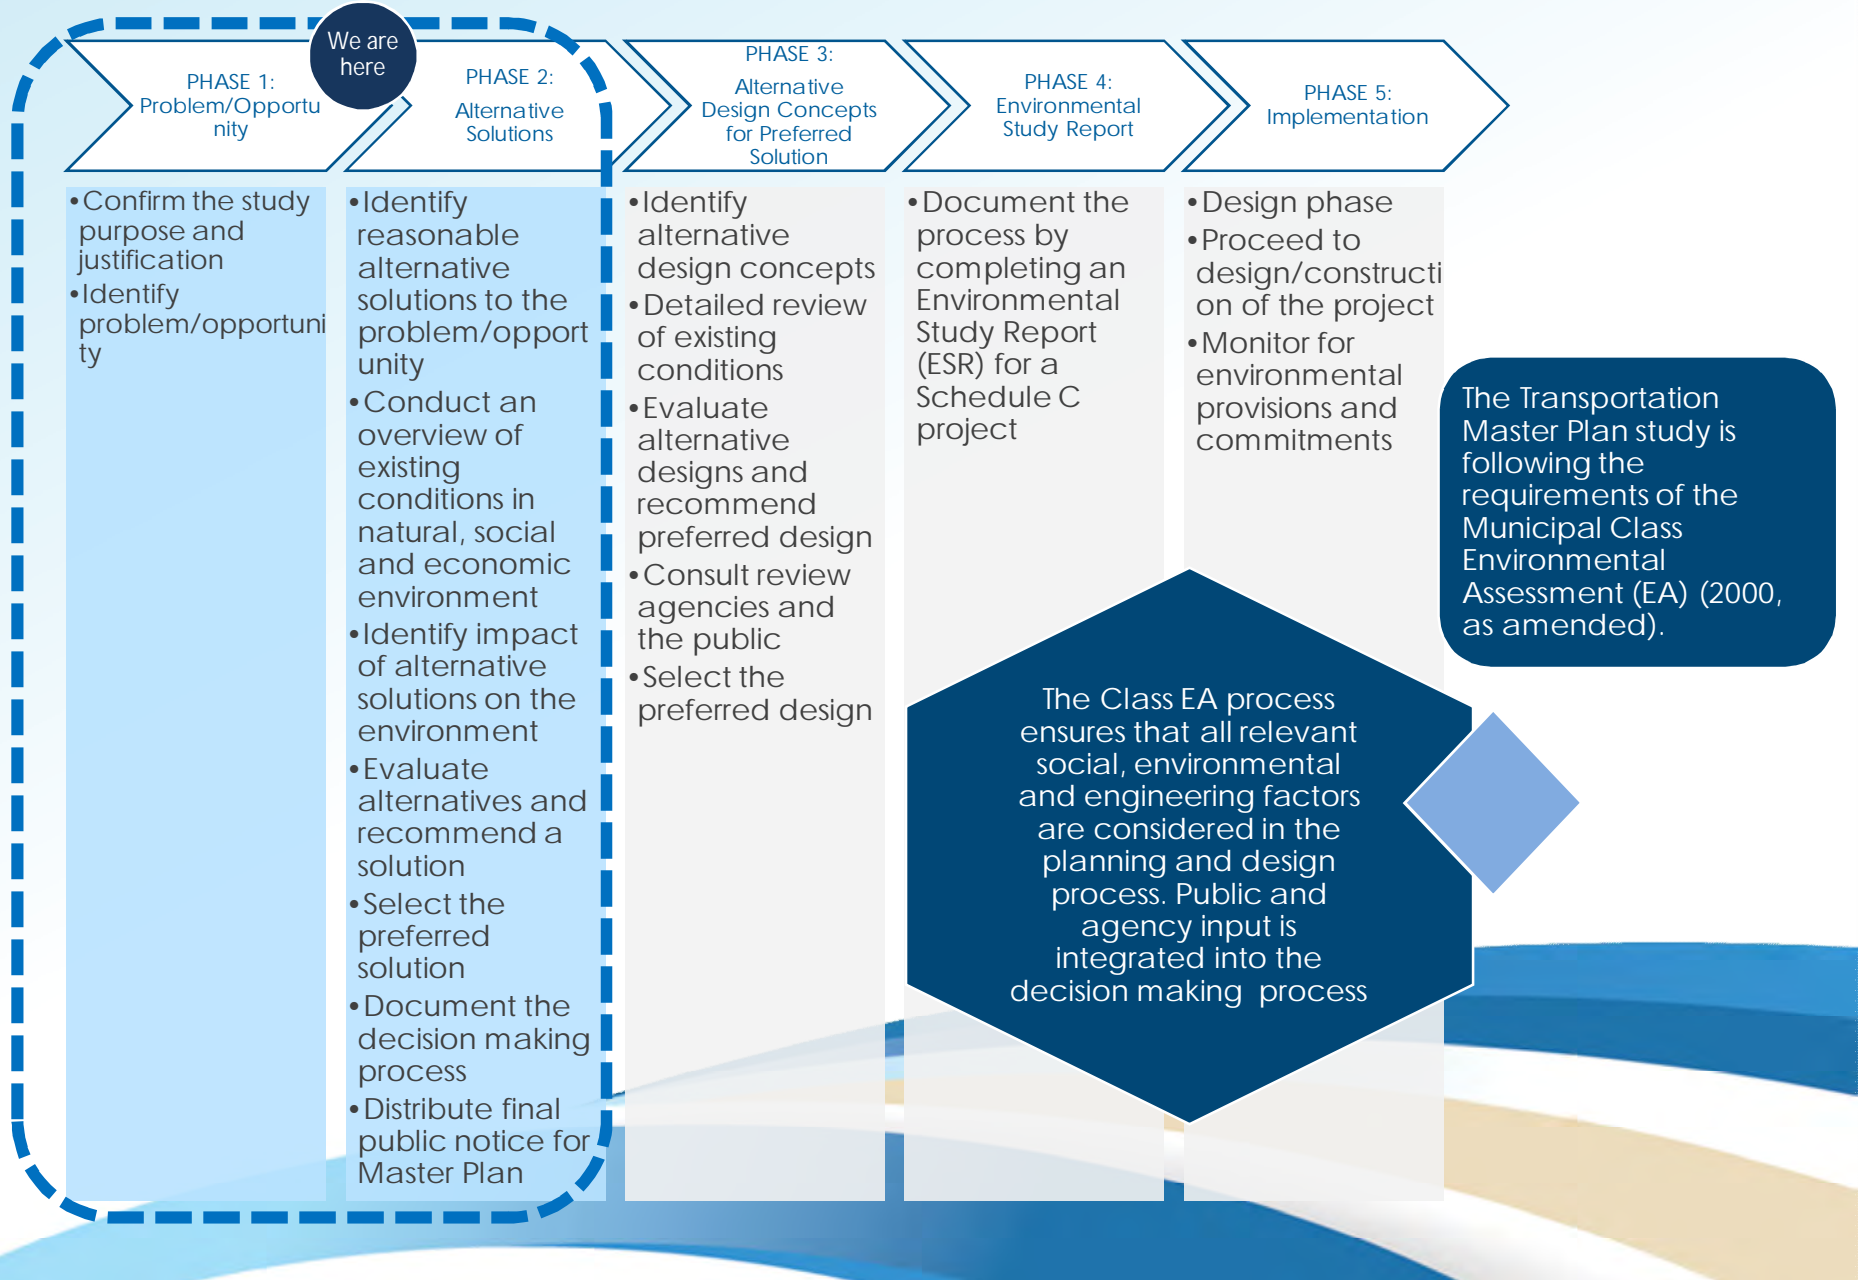 We are
here
PHASE 1:
Problem/Opportu
nity
PHASE 2:
Alternative
Solutions
PHASE 3:
Alternative
Design Concepts
for Preferred
Solution
PHASE 4:
Environmental
Study Report
PHASE 5:
Implementation
•Confirm the study
purpose and
justification
•Identify
problem/opportuni
ty
•Identify
reasonable
alternative
solutions to the
problem/opport
unity
•Conduct an
overview of
existing
conditions in
natural, social
and economic
environment
•Identify impact
of alternative
solutions on the
environment
•Evaluate
alternatives and
recommend a
solution
•Select the
preferred
solution
•Document the
decision making
process
•Distribute final
public notice for
Master Plan
•Identify
alternative
design concepts
•Detailed review
of existing
conditions
•Evaluate
alternative
designs and
recommend
preferred design
•Consult review
agencies and
the public
•Select the
preferred design
•Document the
process by
completing an
Environmental
Study Report
(ESR) for a
Schedule C
project
•Design phase
•Proceed to
design/constructi
on of the project
•Monitor for
environmental
provisions and
commitments
The Transportation
Master Plan study is
following the
requirements of the
Municipal Class
Environmental
Assessment (EA) (2000,
as amended).
The Class EA process
ensures that all relevant
social, environmental
and engineering factors
are considered in the
planning and design
process. Public and
agency input is
integrated into the
decision making process